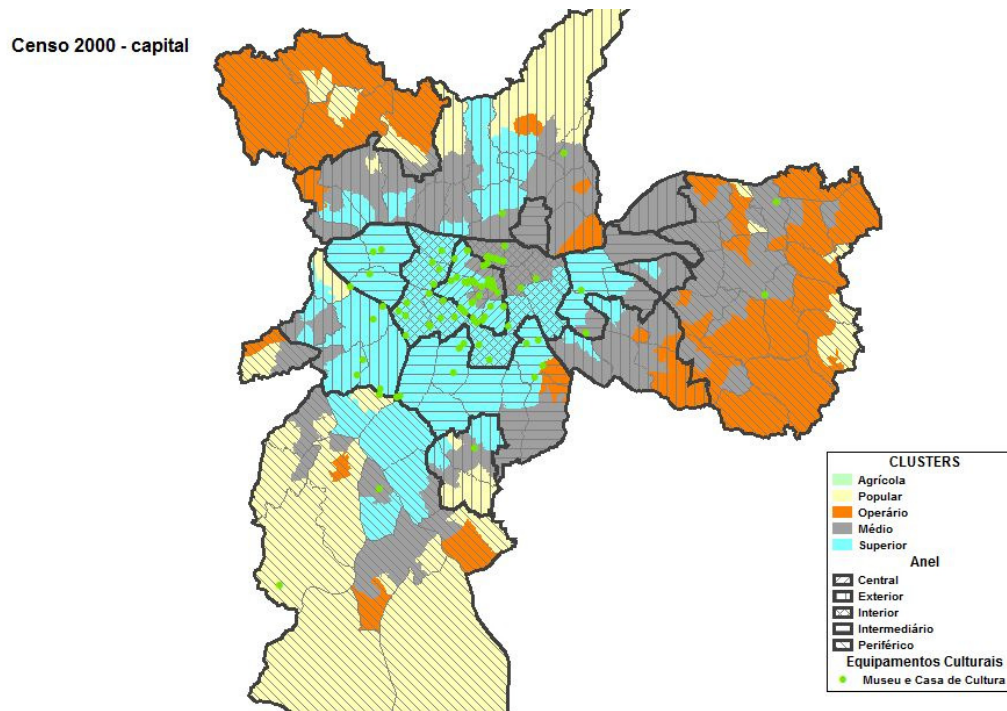 Censo 2000 - capital
CLUSTERS
Agrícola
Popular
Operário
Médio
Superior
Anel
Central
Exterior
Interior
Intermediário
Periférico
Equipamentos Culturais
Museu e Casa de Cultura